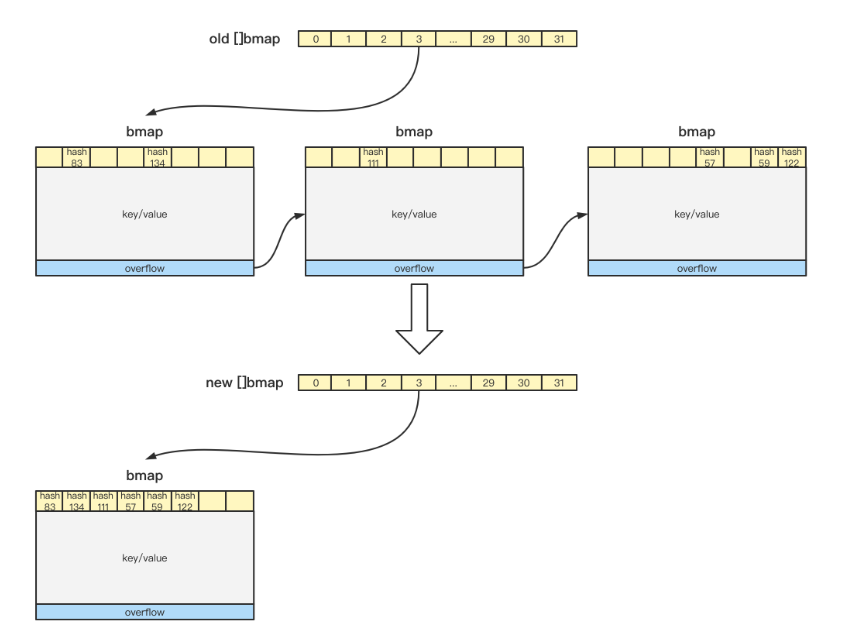 old []bmap 0 1 2 3 ... 29 30 31
bmap bmap bmap
hash hash hash hash hash hash
83 134 111 57 59 122
key/value key/value key/value
overflow overflow overflow
new []bmap 0 1 2 3 ... 29 30 31
bmap
hash hash hash hash hash hash
83 134 111 57 59 122
key/value
overflow